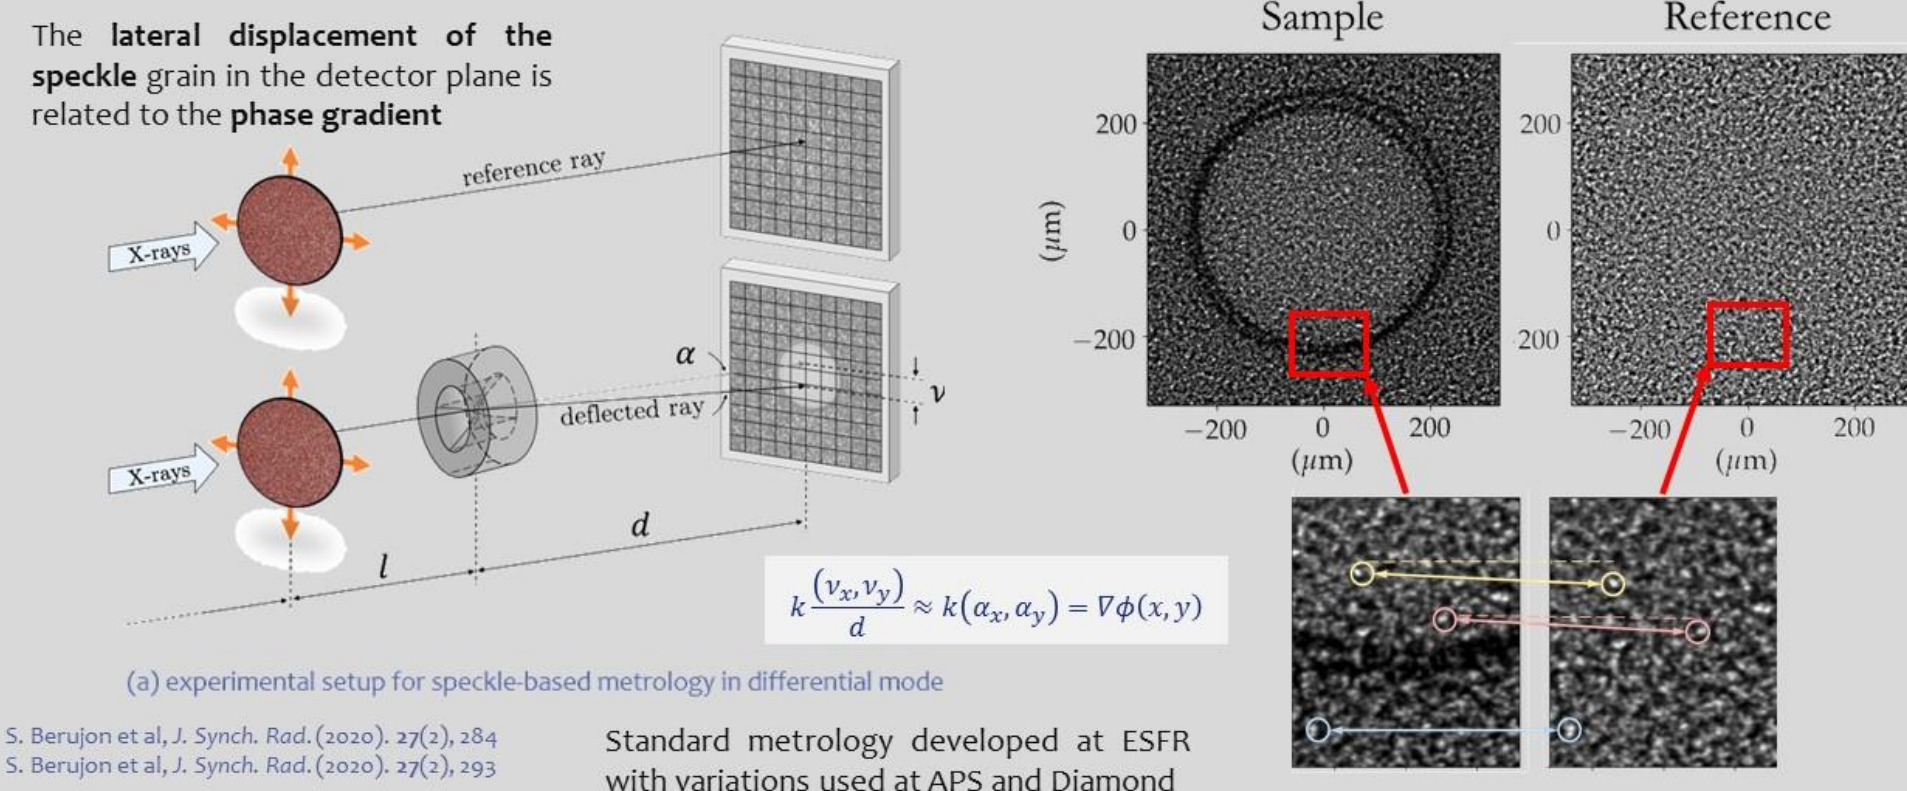 The lateral displacement of the
speckle grain in the detector plane is
related to the phase gradient
X-rays
reference ray
X-rays
α
deflected ray
ν
l
d
k (νx, νy) / d ≈ k(αx, αy) = ∇ϕ(x, y)
(a) experimental setup for speckle-based metrology in differential mode
S. Berujon et al, J. Synch. Rad. (2020). 27(2), 284
S. Berujon et al, J. Synch. Rad. (2020). 27(2), 293
Standard metrology developed at ESFR
with variations used at APS and Diamond
Sample
200
0
−200
(μm)
−200 0 200
(μm)
Reference
200
0
200
−200 0 200
(μm)